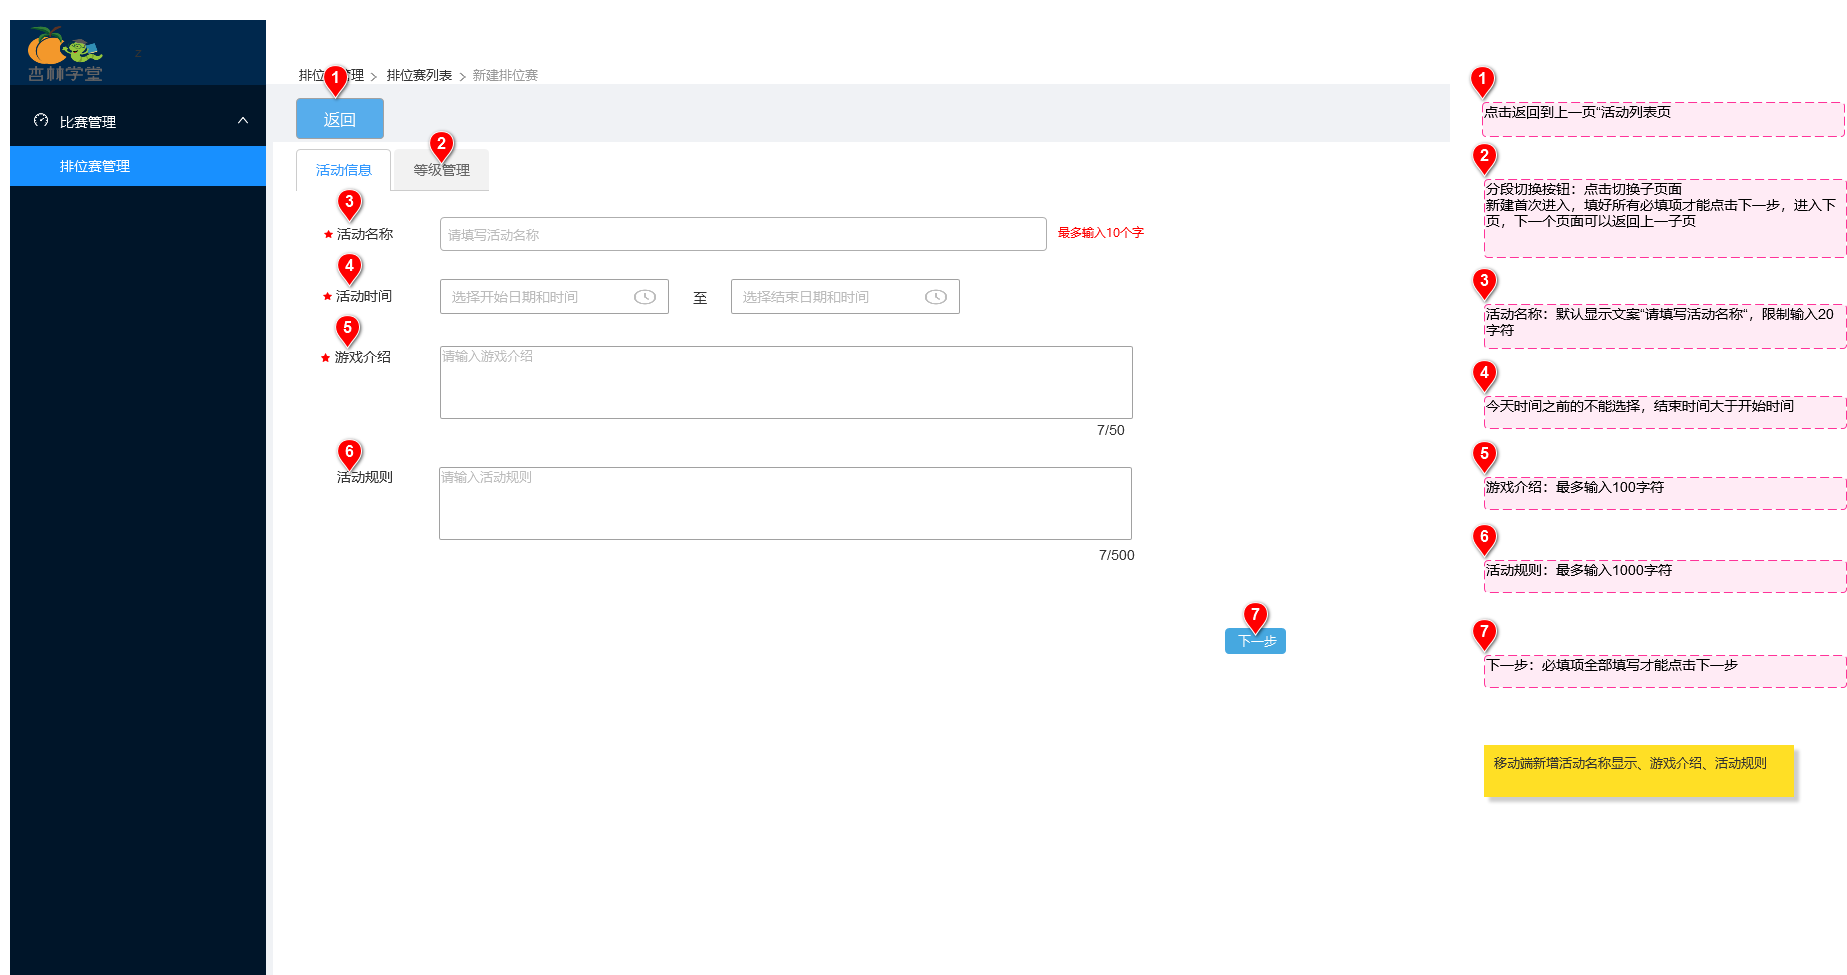 杏林学堂
z
比赛管理
排位赛管理
排位 管理 > 排位赛列表 > 新建排位赛
1
返回
2
活动信息
等级管理
3
活动名称
请填写活动名称
最多输入10个字
4
活动时间
选择开始日期和时间
至
选择结束日期和时间
5
游戏介绍
请输入游戏介绍
7/50
6
活动规则
请输入活动规则
7/500
7
下一步
1
点击返回到上一页“活动列表页
2
分段切换按钮：点击切换子页面
新建首次进入，填好所有必填项才能点击下一步，进入下
页，下一个页面可以返回上一子页
3
活动名称：默认显示文案“请填写活动名称“，限制输入20
字符
4
今天时间之前的不能选择，结束时间大于开始时间
5
游戏介绍：最多输入100字符
6
活动规则：最多输入1000字符
7
下一步：必填项全部填写才能点击下一步
移动端新增活动名称显示、游戏介绍、活动规则